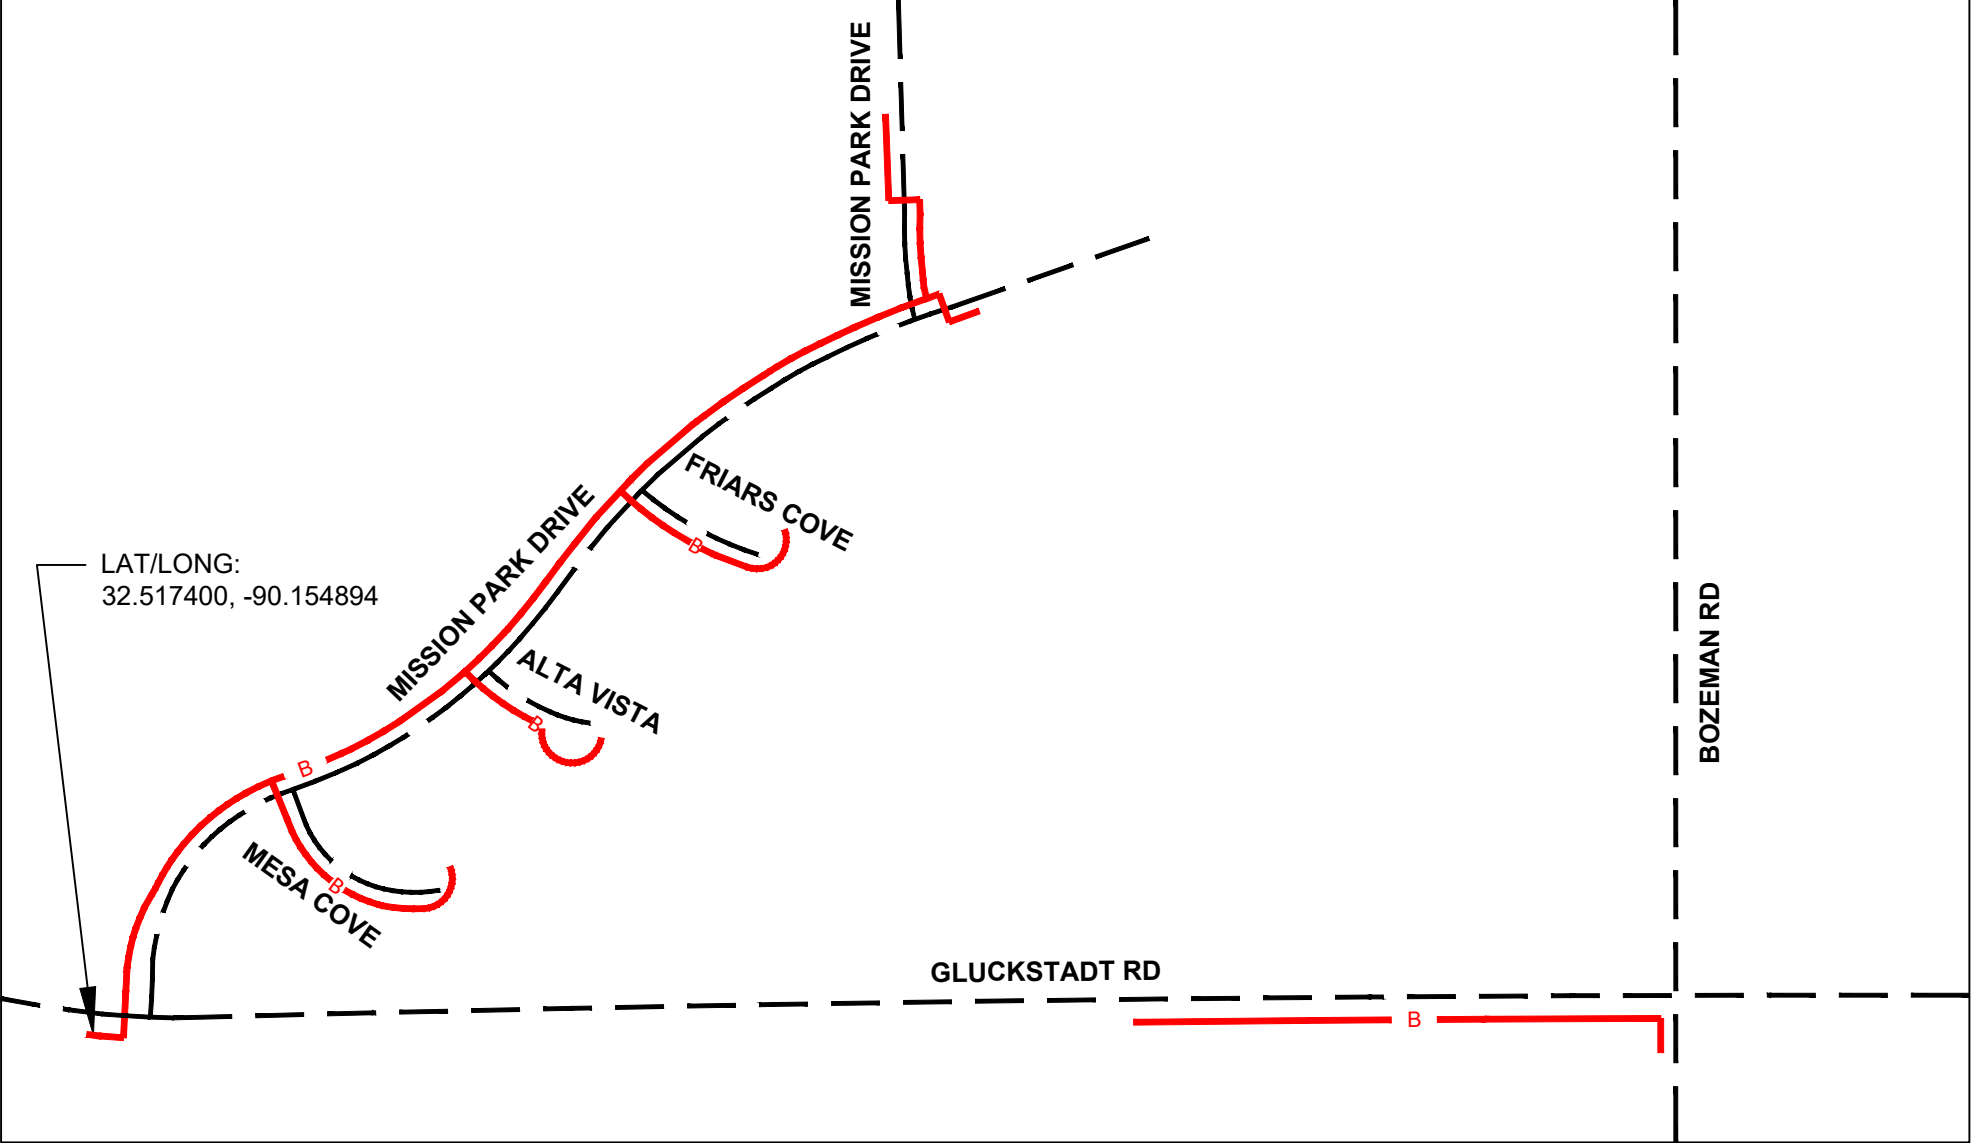 MISSION PARK DRIVE
FRIARS COVE
B
MISSION PARK DRIVE
LAT/LONG:
32.517400, -90.154894
ALTA VISTA
B
BOZEMAN RD
B
MESA COVE
B
GLUCKSTADT RD
B